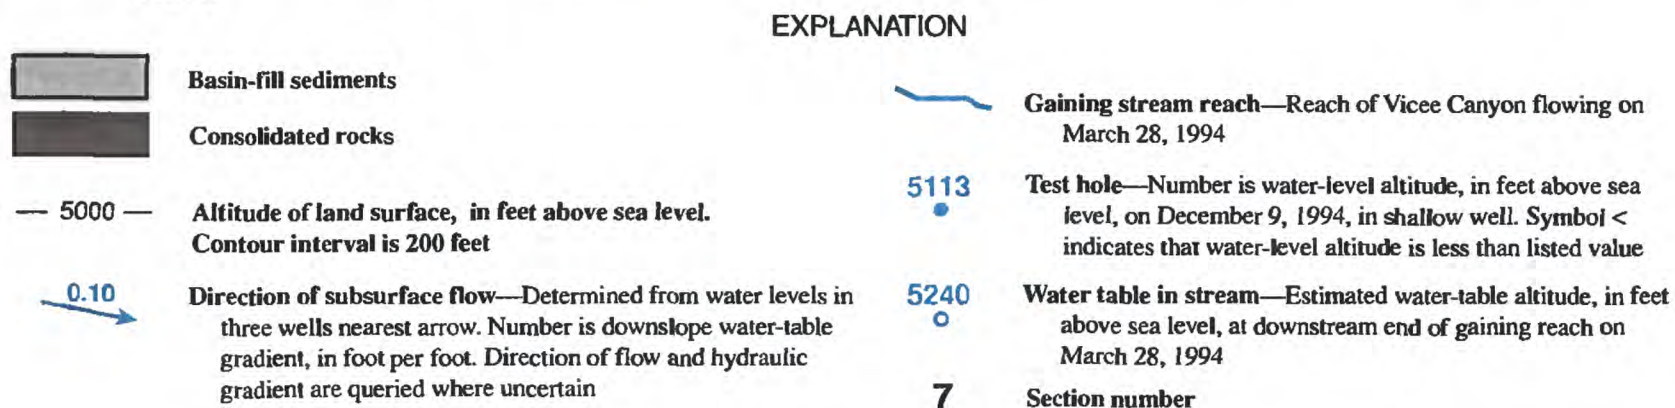 EXPLANATION
Basin-fill sediments
Consolidated rocks
— 5000 — Altitude of land surface, in feet above sea level.
Contour interval is 200 feet
0.10 Direction of subsurface flow—Determined from water levels in
three wells nearest arrow. Number is downslope water-table
gradient, in foot per foot. Direction of flow and hydraulic
gradient are queried where uncertain
Gaining stream reach—Reach of Vicee Canyon flowing on
March 28, 1994
5113 Test hole—Number is water-level altitude, in feet above sea
level, on December 9, 1994, in shallow well. Symbol <
indicates that water-level altitude is less than listed value
5240 Water table in stream—Estimated water-table altitude, in feet
above sea level, at downstream end of gaining reach on
March 28, 1994
7 Section number